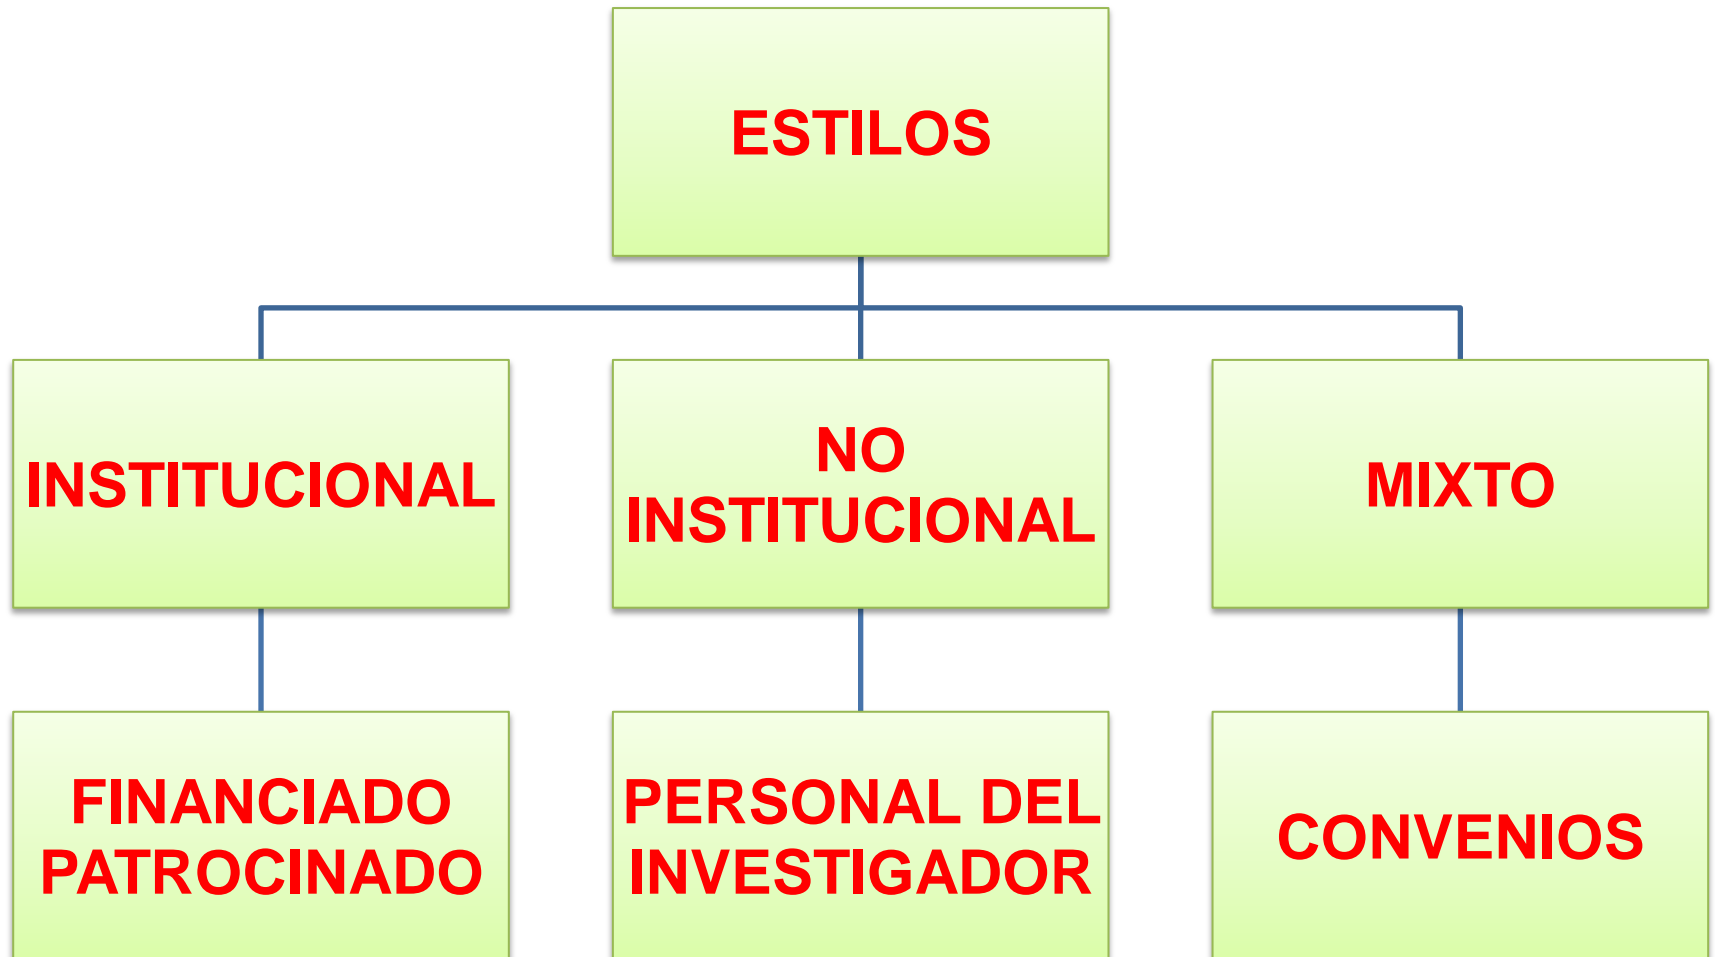 ESTILOS
INSTITUCIONAL
NO
INSTITUCIONAL
MIXTO
FINANCIADO
PATROCINADO
PERSONAL DEL
INVESTIGADOR
CONVENIOS